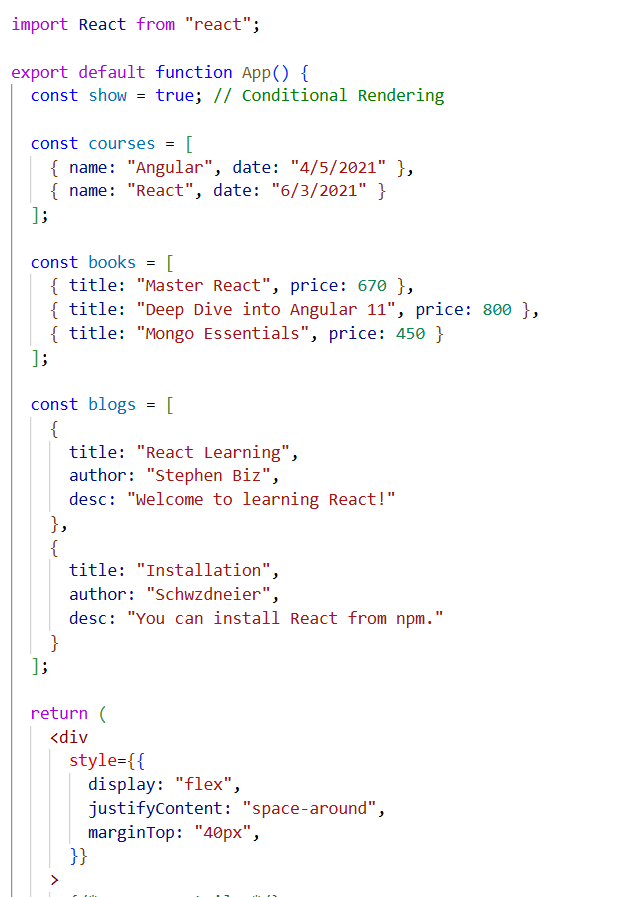 import React from "react";
export default function App() {
const show = true; // Conditional Rendering
const courses = [
{ name: "Angular", date: "4/5/2021" },
{ name: "React", date: "6/3/2021" }
];
const books = [
{ title: "Master React", price: 670 },
{ title: "Deep Dive into Angular 11", price: 800 },
{ title: "Mongo Essentials", price: 450 }
];
const blogs = [
{
title: "React Learning",
author: "Stephen Biz",
desc: "Welcome to learning React!"
},
{
title: "Installation",
author: "Schwzdneier",
desc: "You can install React from npm."
}
];
return (
<div
style={{
display: "flex",
justifyContent: "space-around",
marginTop: "40px",
}}
>